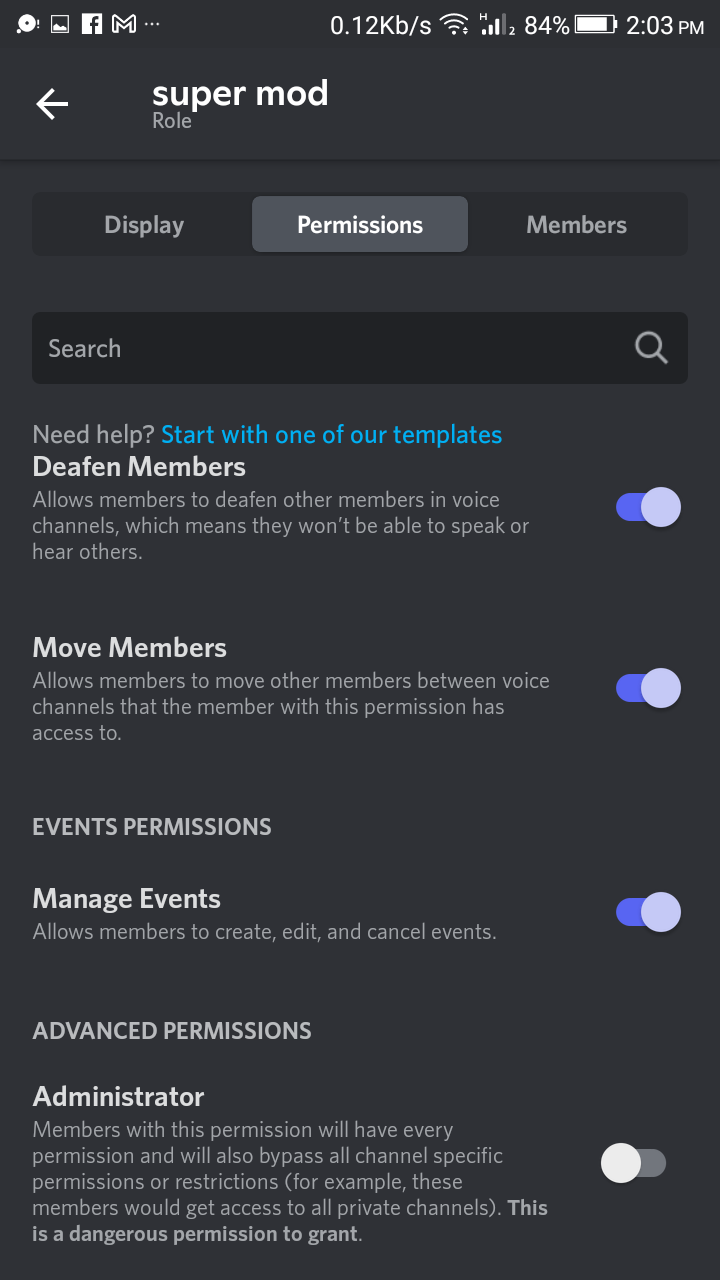 0.12Kb/s H 2 84% 2:03 PM
super mod
Role
Display Permissions Members
Search
Need help? Start with one of our templates
Deafen Members
Allows members to deafen other members in voice
channels, which means they won't be able to speak or
hear others.
Move Members
Allows members to move other members between voice
channels that the member with this permission has
access to.
EVENTS PERMISSIONS
Manage Events
Allows members to create, edit, and cancel events.
ADVANCED PERMISSIONS
Administrator
Members with this permission will have every
permission and will also bypass all channel specific
permissions or restrictions (for example, these
members would get access to all private channels). This
is a dangerous permission to grant.